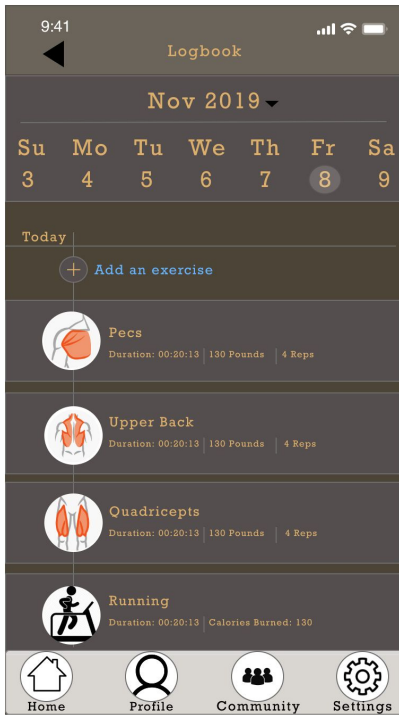 9:41
Logbook
Nov 2019
Su Mo Tu We Th Fr Sa
3 4 5 6 7 8 9
Today
+ Add an exercise
Pecs
Duration: 00:20:13 130 Pounds 4 Reps
Upper Back
Duration: 00:20:13 130 Pounds 4 Reps
Quadricepts
Duration: 00:20:13 130 Pounds 4 Reps
Running
Duration: 00:20:13 Calories Burned: 130
Home Profile Community Settings